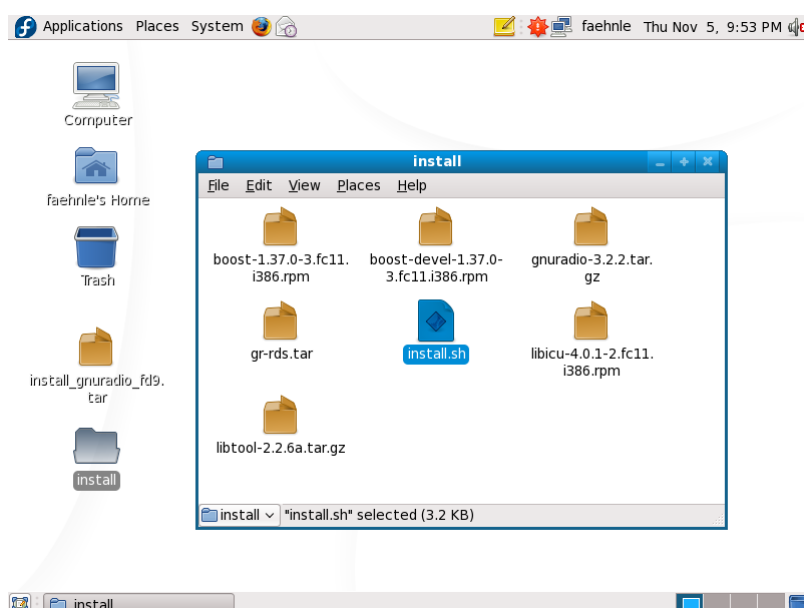 Applications Places System faehnle Thu Nov 5, 9:53 PM
Computer
faehnle's Home
Trash
install_gnuradio_fd9.
tar
install
install
File Edit View Places Help
boost-1.37.0-3.fc11.
i386.rpm
boost-devel-1.37.0-
3.fc11.i386.rpm
gnuradio-3.2.2.tar.
gz
gr-rds.tar
install.sh
libicu-4.0.1-2.fc11.
i386.rpm
libtool-2.2.6a.tar.gz
install "install.sh" selected (3.2 KB)
install